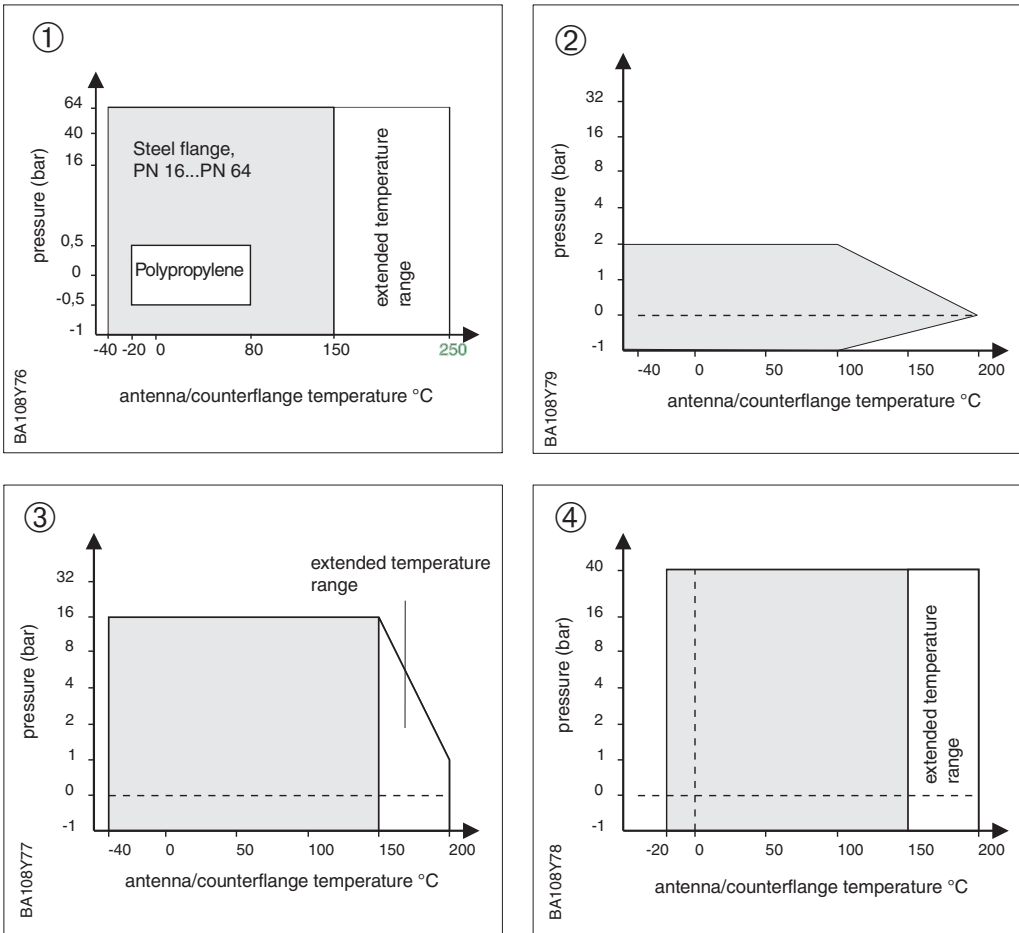 ①
64
40
16
0,5
0
-0,5
-1
pressure (bar)
Steel flange,
PN 16...PN 64
Polypropylene
extended temperature
range
-40 -20 0 80 150 250
antenna/counterflange temperature °C
BA108Y76
②
32
16
8
4
2
1
0
-1
pressure (bar)
-40 0 50 100 150 200
antenna/counterflange temperature °C
BA108Y79
③
extended temperature
range
32
16
8
4
2
1
0
-1
pressure (bar)
-40 0 50 100 150 200
antenna/counterflange temperature °C
BA108Y77
④
40
16
8
4
2
1
0
-1
pressure (bar)
extended temperature
range
-20 0 50 100 150 200
antenna/counterflange temperature °C
BA108Y78